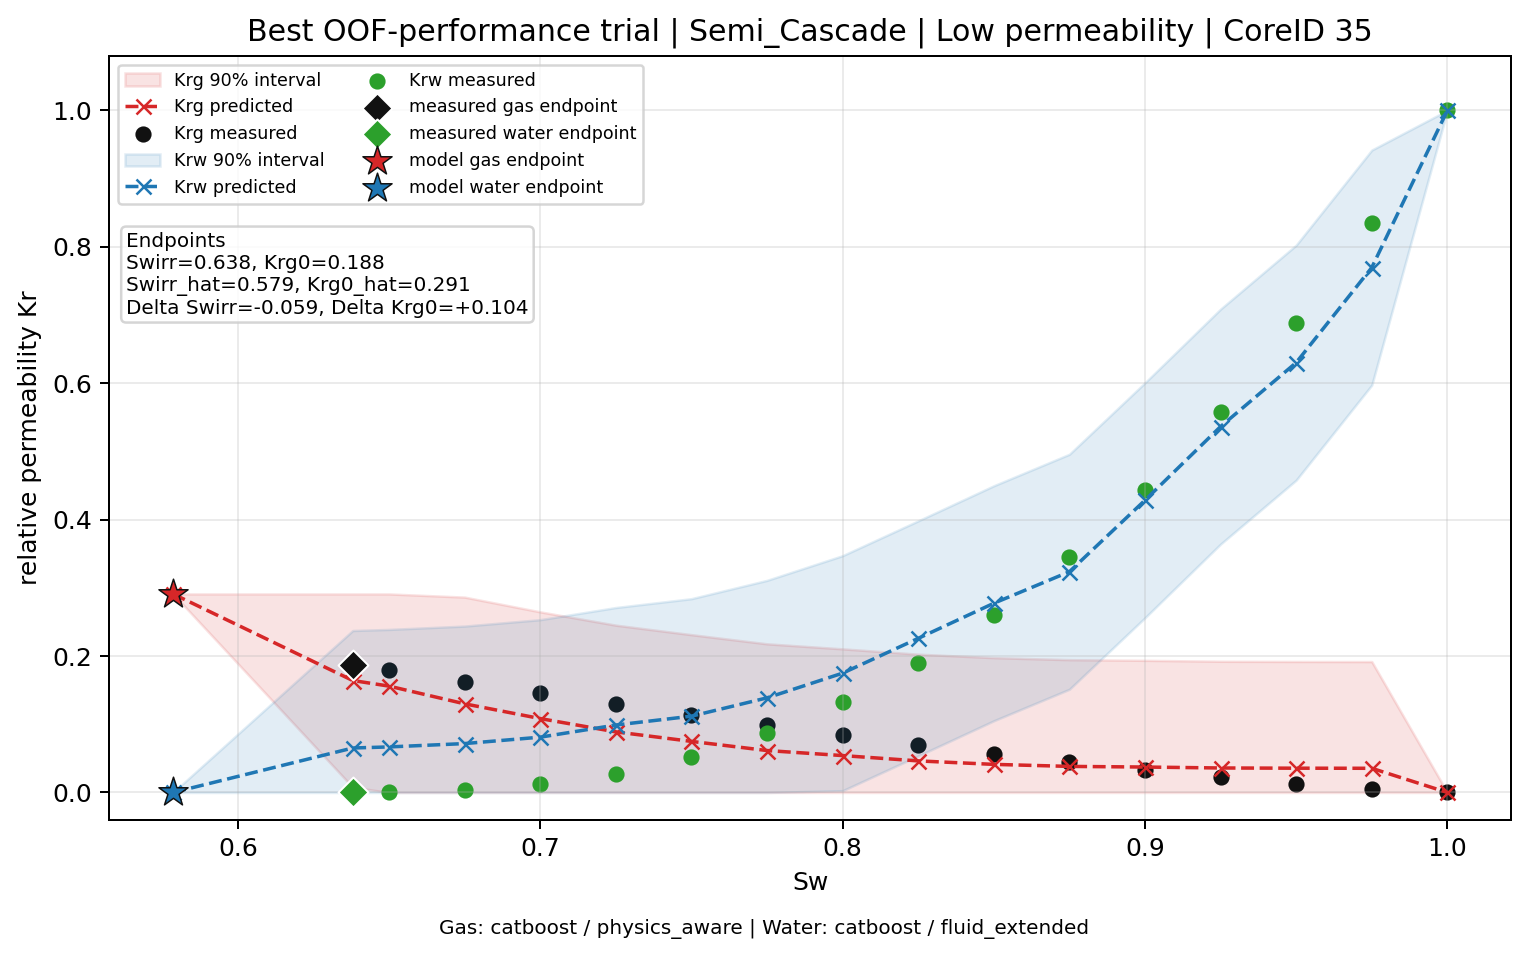 Best OOF-performance trial | Semi_Cascade | Low permeability | CoreID 35
Krg 90% interval
Krg predicted
Krg measured
Krw 90% interval
Krw predicted
Krw measured
measured gas endpoint
measured water endpoint
model gas endpoint
model water endpoint
Endpoints
Swirr=0.638, Krg0=0.188
Swirr_hat=0.579, Krg0_hat=0.291
Delta Swirr=-0.059, Delta Krg0=+0.104
relative permeability Kr
1.0
0.8
0.6
0.4
0.2
0.0
0.6
0.7
0.8
0.9
1.0
Sw
Gas: catboost / physics_aware | Water: catboost / fluid_extended